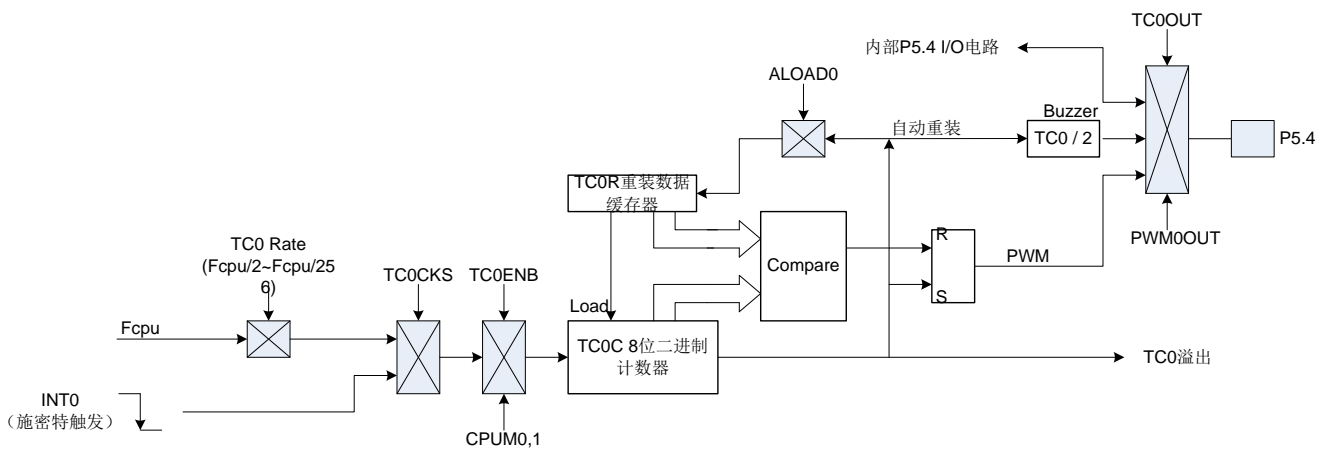 TC0OUT
内部P5.4 I/O电路
ALOAD0
Buzzer
自动重装
TC0 / 2
P5.4
TC0R重装数据
缓存器
TC0 Rate
(Fcpu/2~Fcpu/25
6)
TC0CKS
TC0ENB
Compare
R
PWM
PWM0OUT
S
Load
Fcpu
TC0C 8位二进制
计数器
TC0溢出
INT0
（施密特触发）
CPUM0,1